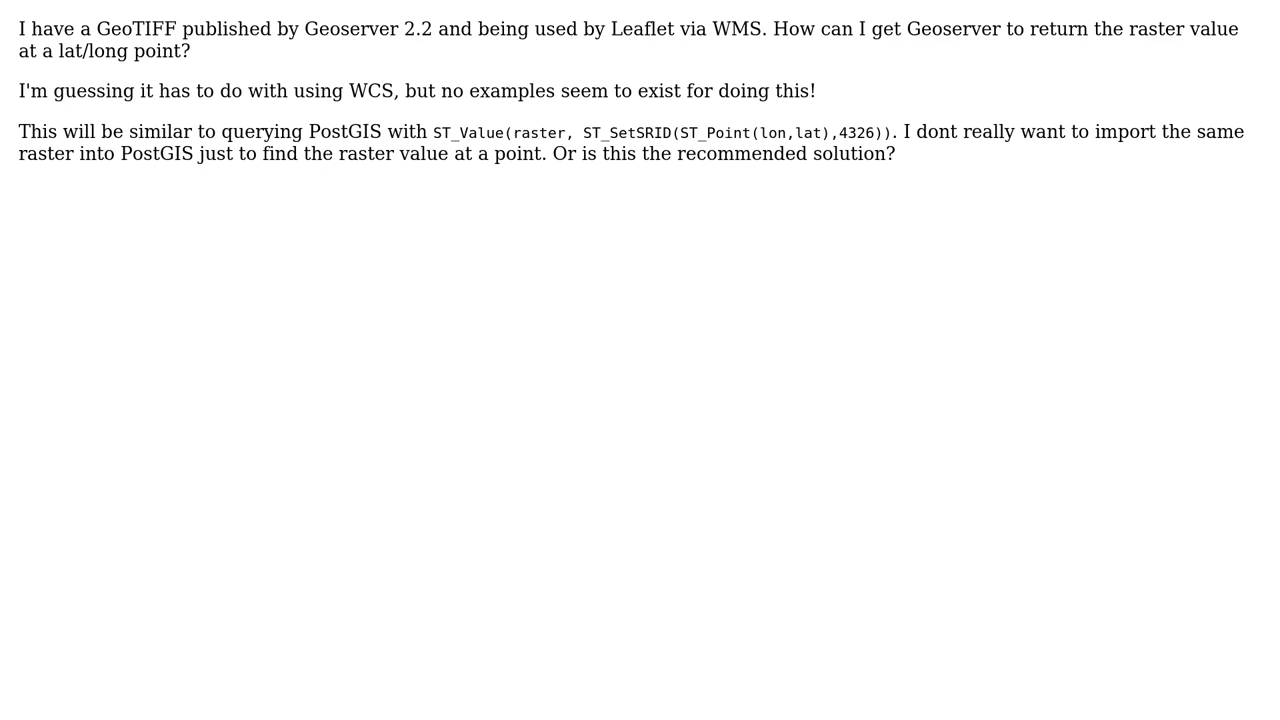 I have a GeoTIFF published by Geoserver 2.2 and being used by Leaflet via WMS. How can I get Geoserver to return the raster value
at a lat/long point?
I'm guessing it has to do with using WCS, but no examples seem to exist for doing this!
This will be similar to querying PostGIS with ST_Value(raster, ST_SetSRID(ST_Point(lon,lat),4326)). I dont really want to import the same
raster into PostGIS just to find the raster value at a point. Or is this the recommended solution?